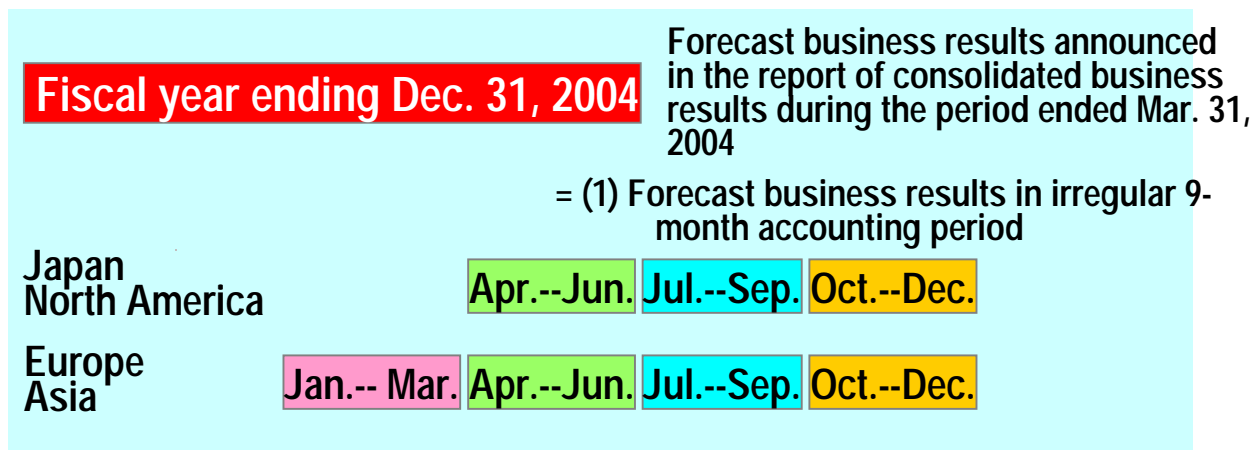 Fiscal year ending Dec. 31, 2004
Forecast business results announced
in the report of consolidated business
results during the period ended Mar. 31,
2004
= (1) Forecast business results in irregular 9-
month accounting period
Japan
North America
Apr.--Jun. Jul.--Sep. Oct.--Dec.
Europe
Asia
Jan.-- Mar. Apr.--Jun. Jul.--Sep. Oct.--Dec.